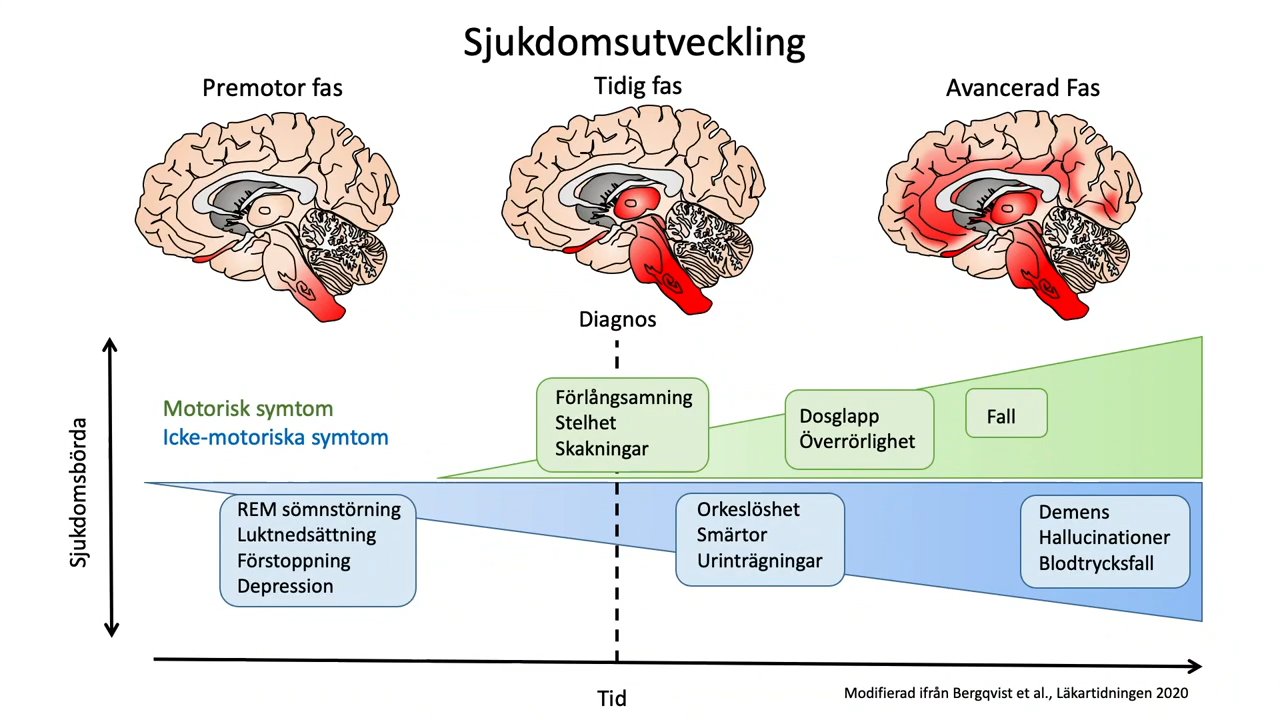 Sjukdomsutveckling
Premotor fas
Tidig fas
Avancerad Fas
Diagnos
Sjukdomsbörda
Motorisk symtom
Icke-motoriska symtom
Förlångsamning
Stelhet
Skakningar
Dosglapp
Överrörlighet
Fall
REM sömnstörning
Luktnedsättning
Förstoppning
Depression
Orkeslöshet
Smärtor
Urinträgningar
Demens
Hallucinationer
Blodtrycksfall
Tid
Modifierad ifrån Bergqvist et al., Läkartidningen 2020